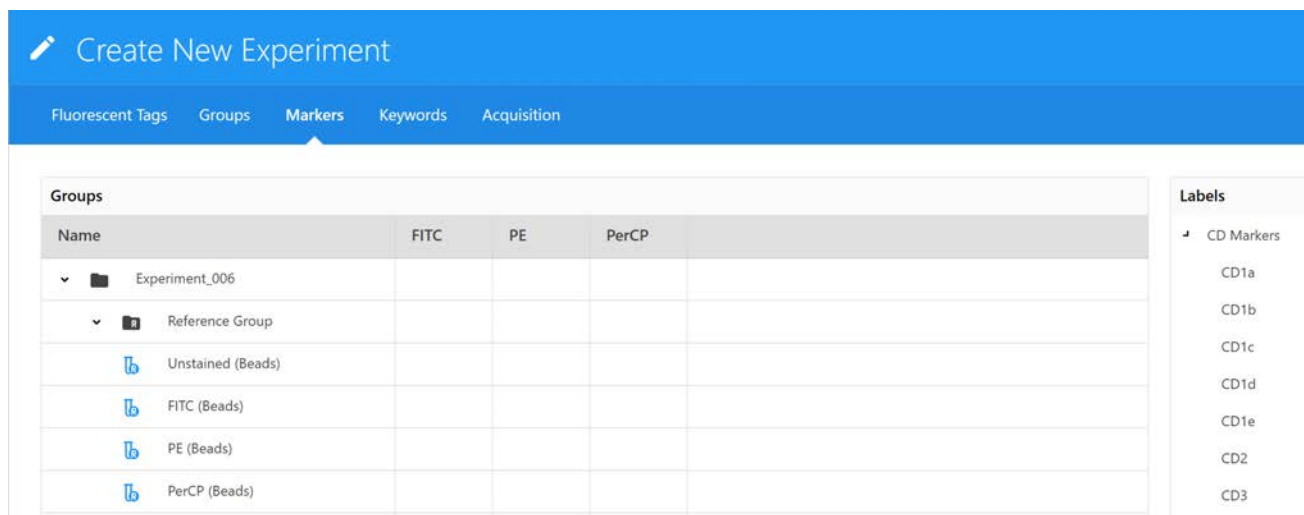 Create New Experiment
Fluorescent Tags Groups Markers Keywords Acquisition
Groups
Name FITC PE PerCP
Experiment_006
Reference Group
Unstained (Beads)
FITC (Beads)
PE (Beads)
PerCP (Beads)
Labels
CD Markers
CD1a
CD1b
CD1c
CD1d
CD1e
CD2
CD3